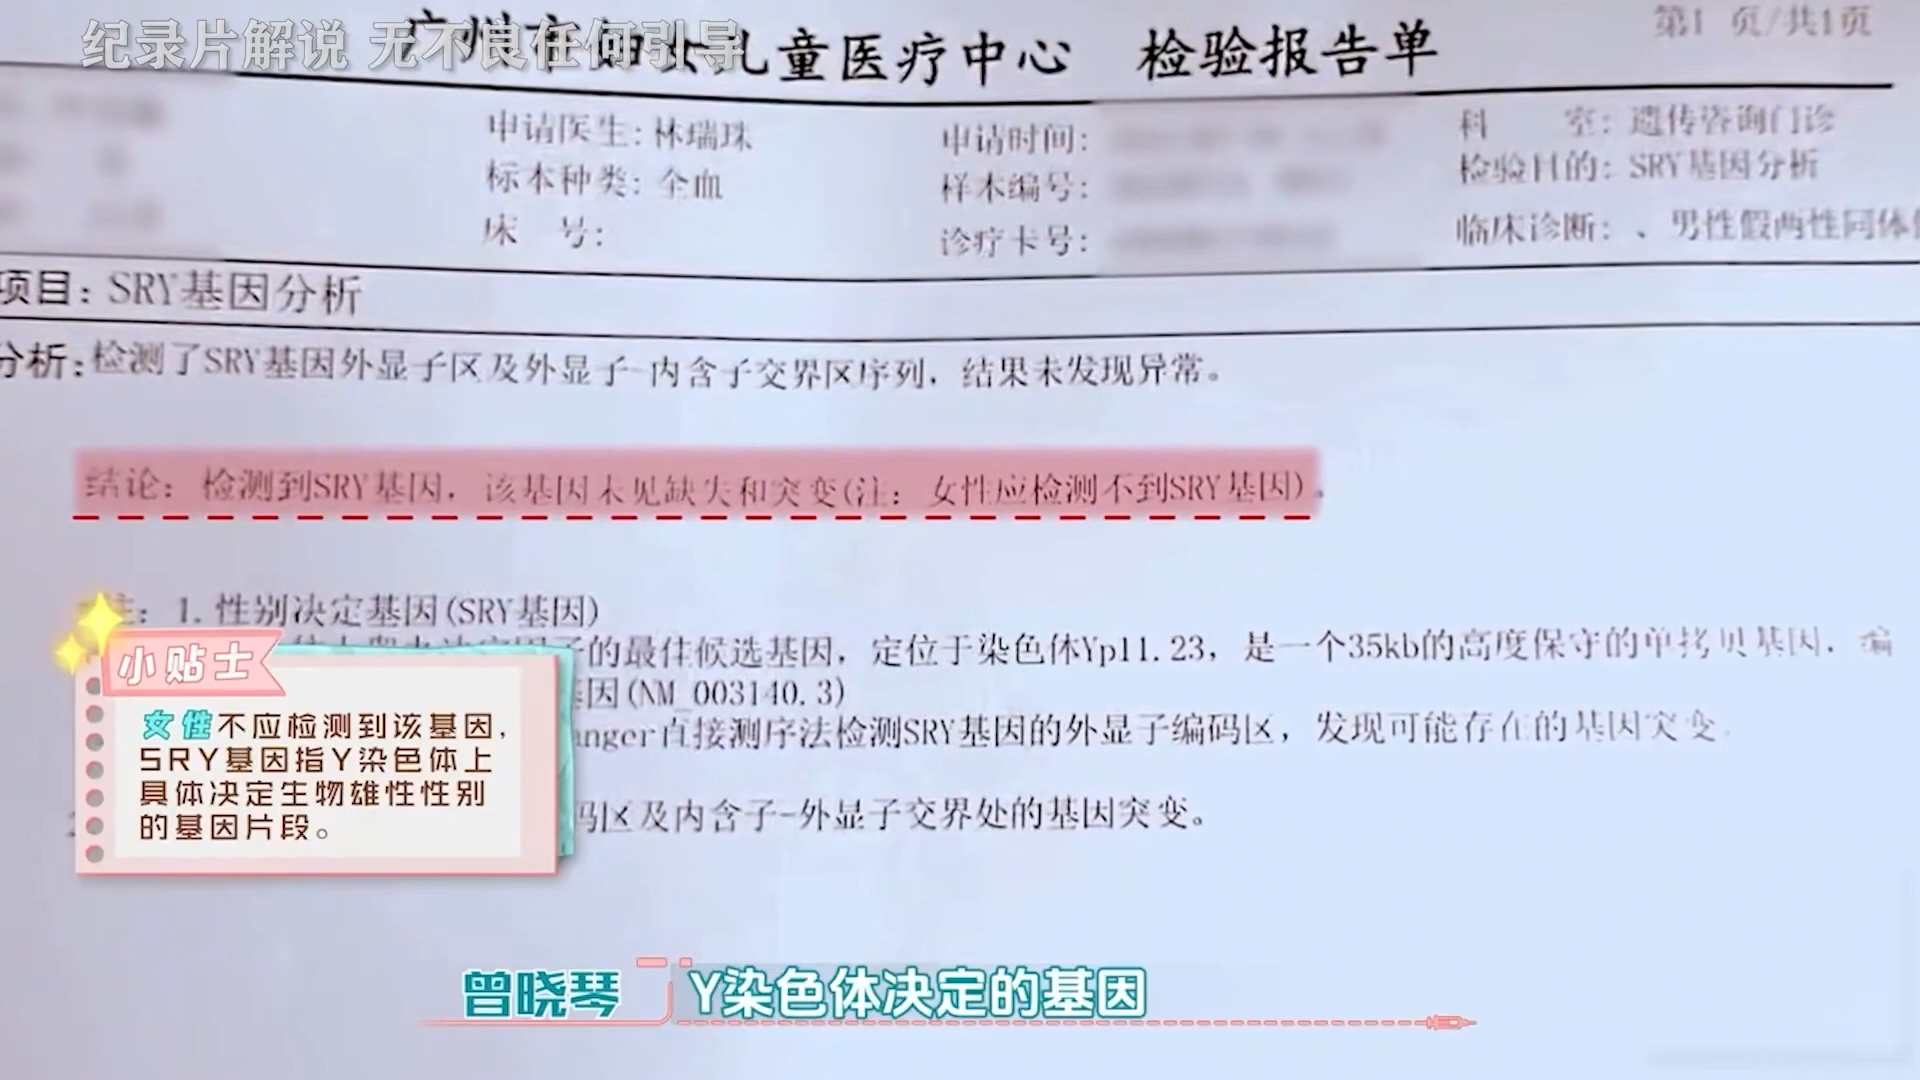 纪录片解说 无不良任何引导
广州市妇女儿童医疗中心 检验报告单
第1 页/共1页
申请医生: 林瑞珠
申请时间:
科 室: 遗传咨询门诊
标本种类: 全血
样本编号:
检验目的: SRY基因分析
床 号:
诊疗卡号:
临床诊断: 、男性假两性同体
项目: SRY基因分析
分析: 检测了SRY基因外显子区及外显子-内含子交界区序列，结果未发现异常。
结论: 检测到SRY基因，该基因未见缺失和突变(注: 女性应检测不到SRY基因)。
注: 1. 性别决定基因(SRY基因)
子的最佳候选基因，定位于染色体Yp11.23，是一个35kb的高度保守的单拷贝基因，编
基因(NM_003140.3)
anger直接测序法检测SRY基因的外显子编码区，发现可能存在的基因突变
码区及内含子-外显子交界处的基因突变。
小贴士
女性不应检测到该基因，
SRY基因指Y染色体上
具体决定生物雄性性别
的基因片段。
曾晓琴 Y染色体决定的基因